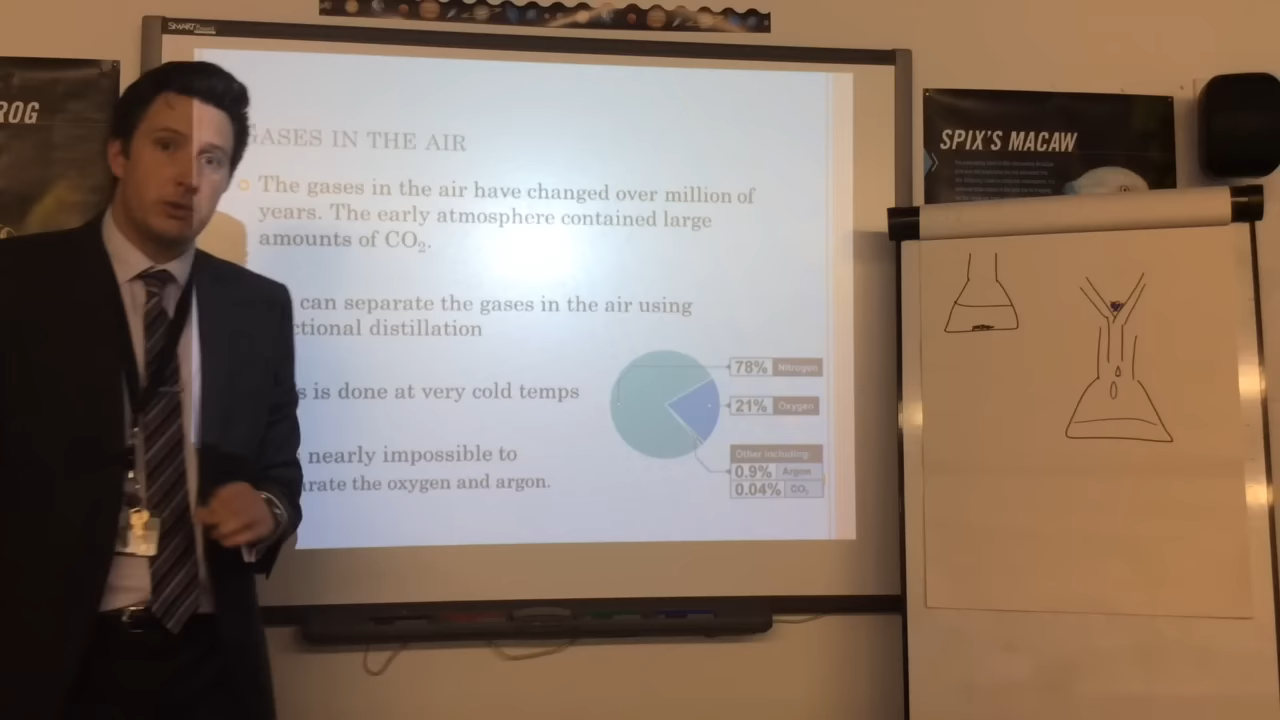 SMART
ROG
GASES IN THE AIR
The gases in the air have changed over million of
years. The early atmosphere contained large
amounts of CO₂.
can separate the gases in the air using
ctional distillation
s is done at very cold temps
nearly impossible to
rate the oxygen and argon.
78% Nitrogen
21% Oxygen
Other including:
0.9% Argon
0.04% CO₂
SPIX'S MACAW